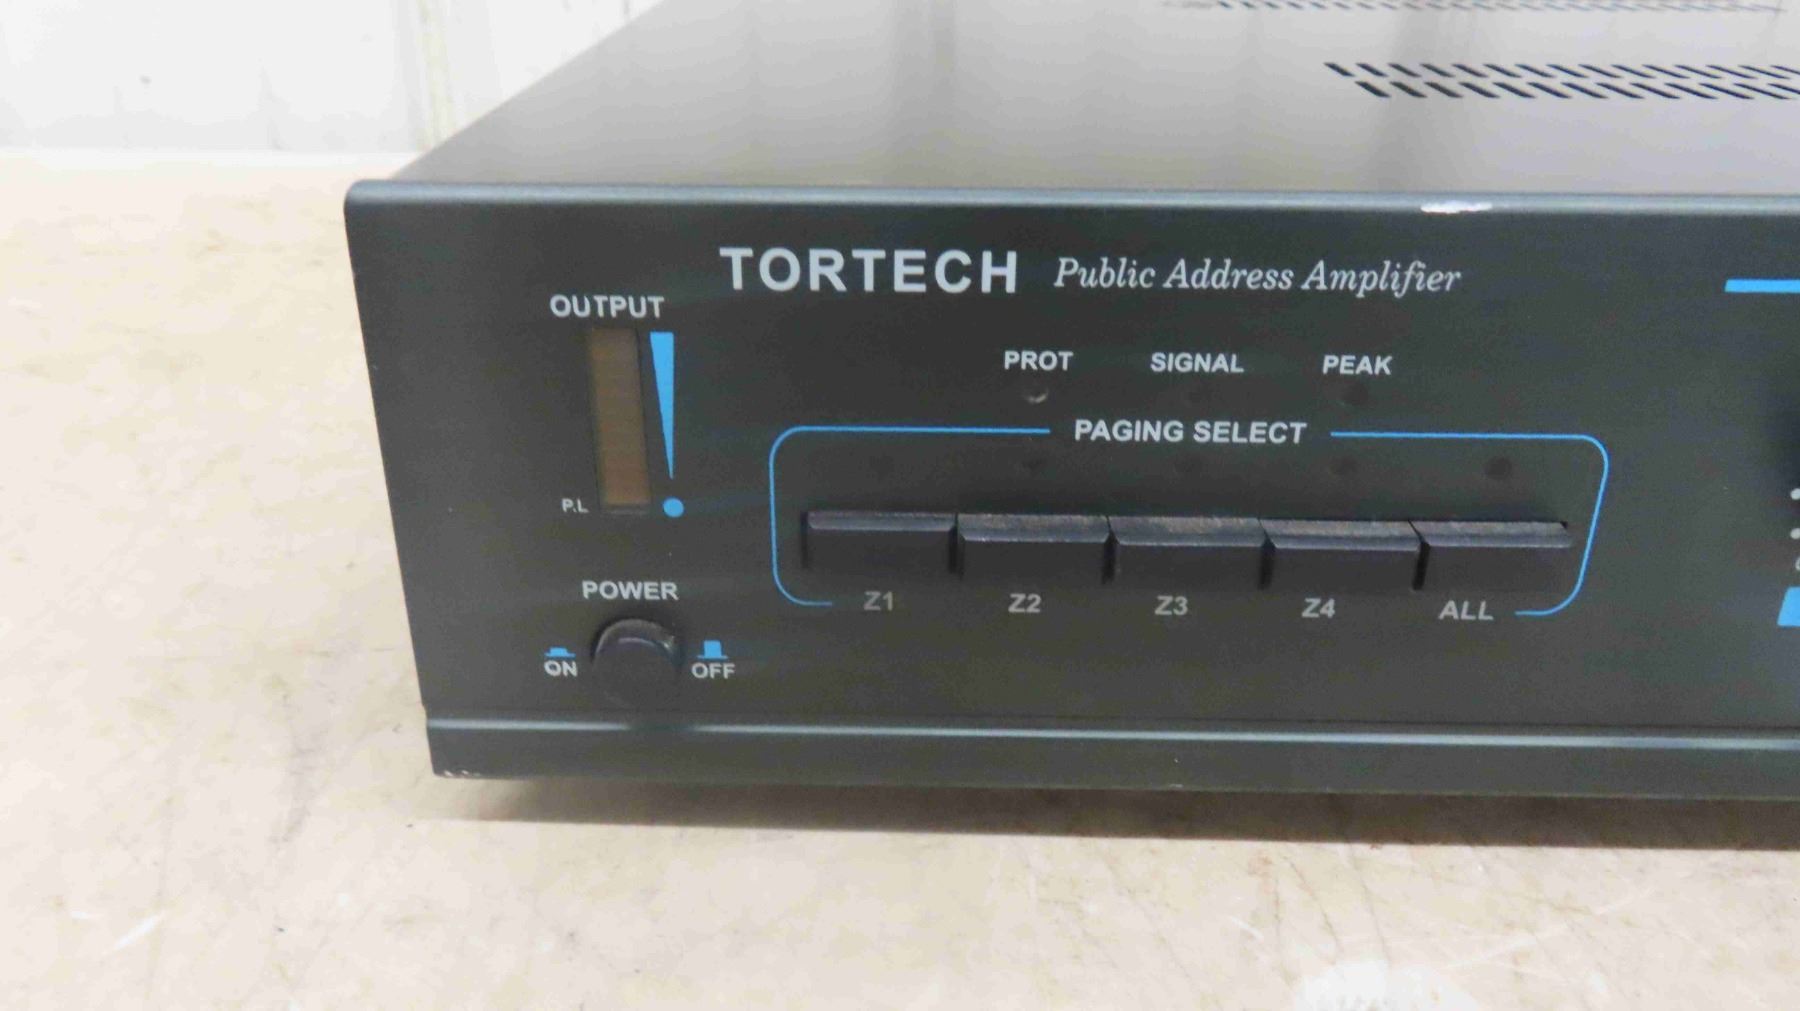 TORTECH Public Address Amplifier
OUTPUT
PROT SIGNAL PEAK
PAGING SELECT
P.L
Z1 Z2 Z3 Z4 ALL
POWER
ON OFF